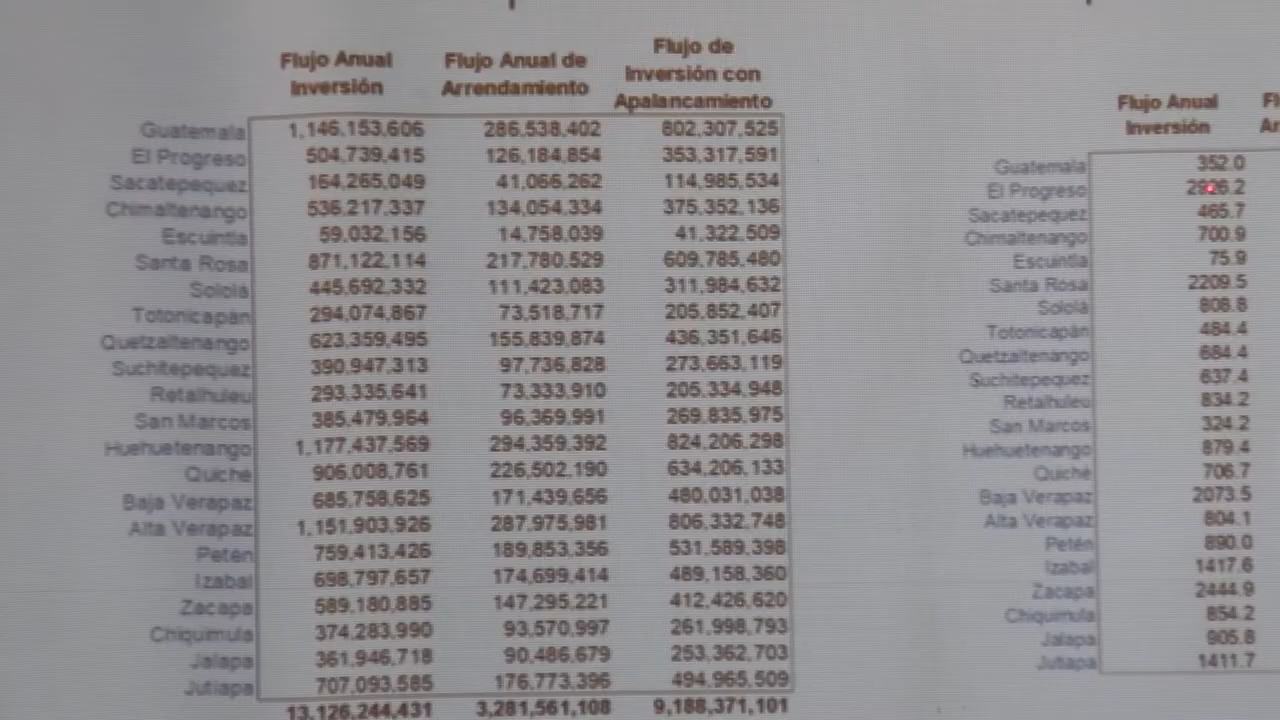 Flujo Anual Inversión Flujo Anual de Arrendamiento Flujo de Inversión con Apalancamiento
Guatemala 1,146,153,606 286,538,402 802,307,525
El Progreso 504,739,415 126,184,854 353,317,591
Sacatepequez 164,265,049 41,066,262 114,985,534
Chimaltenango 536,217,337 134,054,334 375,352,136
Escuintla 59,032,156 14,758,039 41,322,509
Santa Rosa 871,122,114 217,780,529 609,785,480
Sololá 445,692,332 111,423,083 311,984,632
Totonicapán 294,074,867 73,518,717 205,852,407
Quetzaltenango 623,359,495 155,839,874 436,351,646
Suchitepequez 390,947,313 97,736,828 273,663,119
Retalhuleu 293,335,641 73,333,910 205,334,948
San Marcos 385,479,964 96,369,991 269,835,975
Huehuetenango 1,177,437,569 294,359,392 824,206,298
Quiché 906,008,761 226,502,190 634,206,133
Baja Verapaz 685,758,625 171,439,656 480,031,038
Alta Verapaz 1,151,903,926 287,975,981 806,332,748
Petén 759,413,426 189,853,356 531,589,398
Izabal 698,797,657 174,699,414 489,158,360
Zacapa 589,180,885 147,295,221 412,426,620
Chiquimula 374,283,990 93,570,997 261,998,793
Jalapa 361,946,718 90,486,679 253,362,703
Jutiapa 707,093,585 176,773,396 494,965,509
13,126,244,431 3,281,561,108 9,188,371,101
Flujo Anual
Inversión
Guatemala 352.0
El Progreso
Sacatepequez 465.7
Chimaltenango 700.9
Escuintla 75.9
Santa Rosa 2209.5
Sololá 808.8
Totonicapán 484.4
Quetzaltenango 684.4
Suchitepequez 637.4
Retalhuleu 834.2
San Marcos 324.2
Huehuetenango 879.4
Quiché 706.7
Baja Verapaz 2073.5
Alta Verapaz 804.1
Petén 890.0
Izabal 1417.6
Zacapa 2444.9
Chiquimula 854.2
Jalapa 905.8
Jutiapa 1411.7